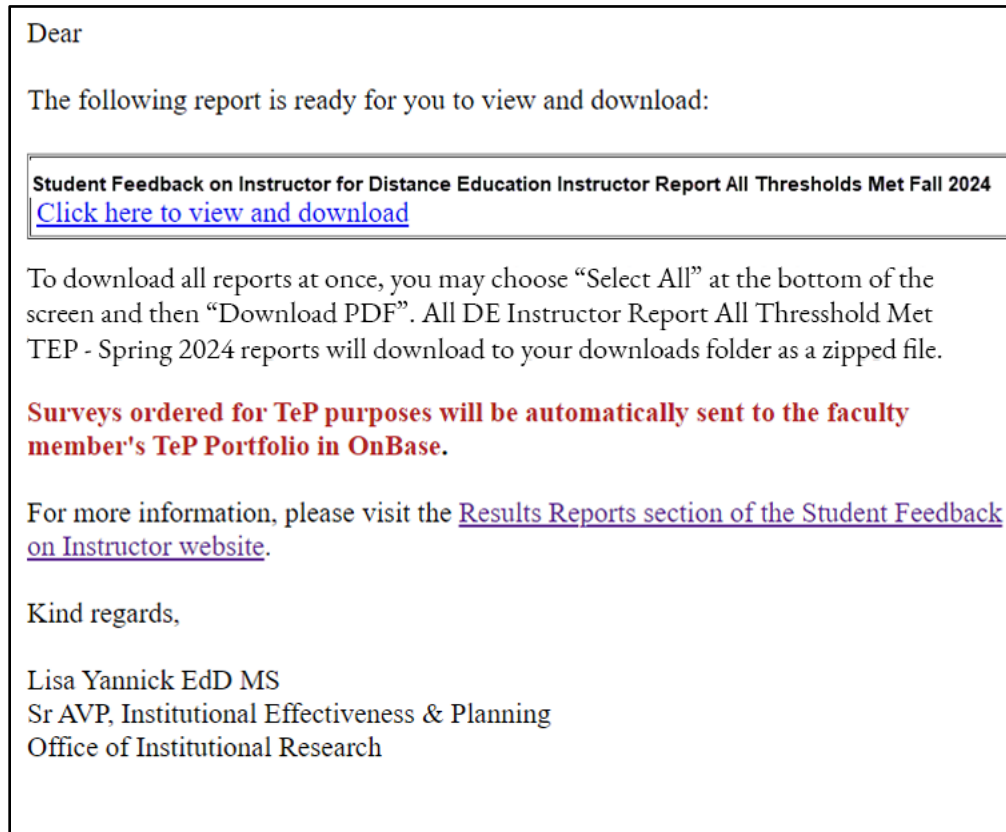 Dear
The following report is ready for you to view and download:
Student Feedback on Instructor for Distance Education Instructor Report All Thresholds Met Fall 2024
Click here to view and download
To download all reports at once, you may choose “Select All” at the bottom of the
screen and then “Download PDF”. All DE Instructor Report All Thresshold Met
TEP - Spring 2024 reports will download to your downloads folder as a zipped file.
Surveys ordered for TeP purposes will be automatically sent to the faculty
member's TeP Portfolio in OnBase.
For more information, please visit the Results Reports section of the Student Feedback
on Instructor website.
Kind regards,
Lisa Yannick EdD MS
Sr AVP, Institutional Effectiveness & Planning
Office of Institutional Research